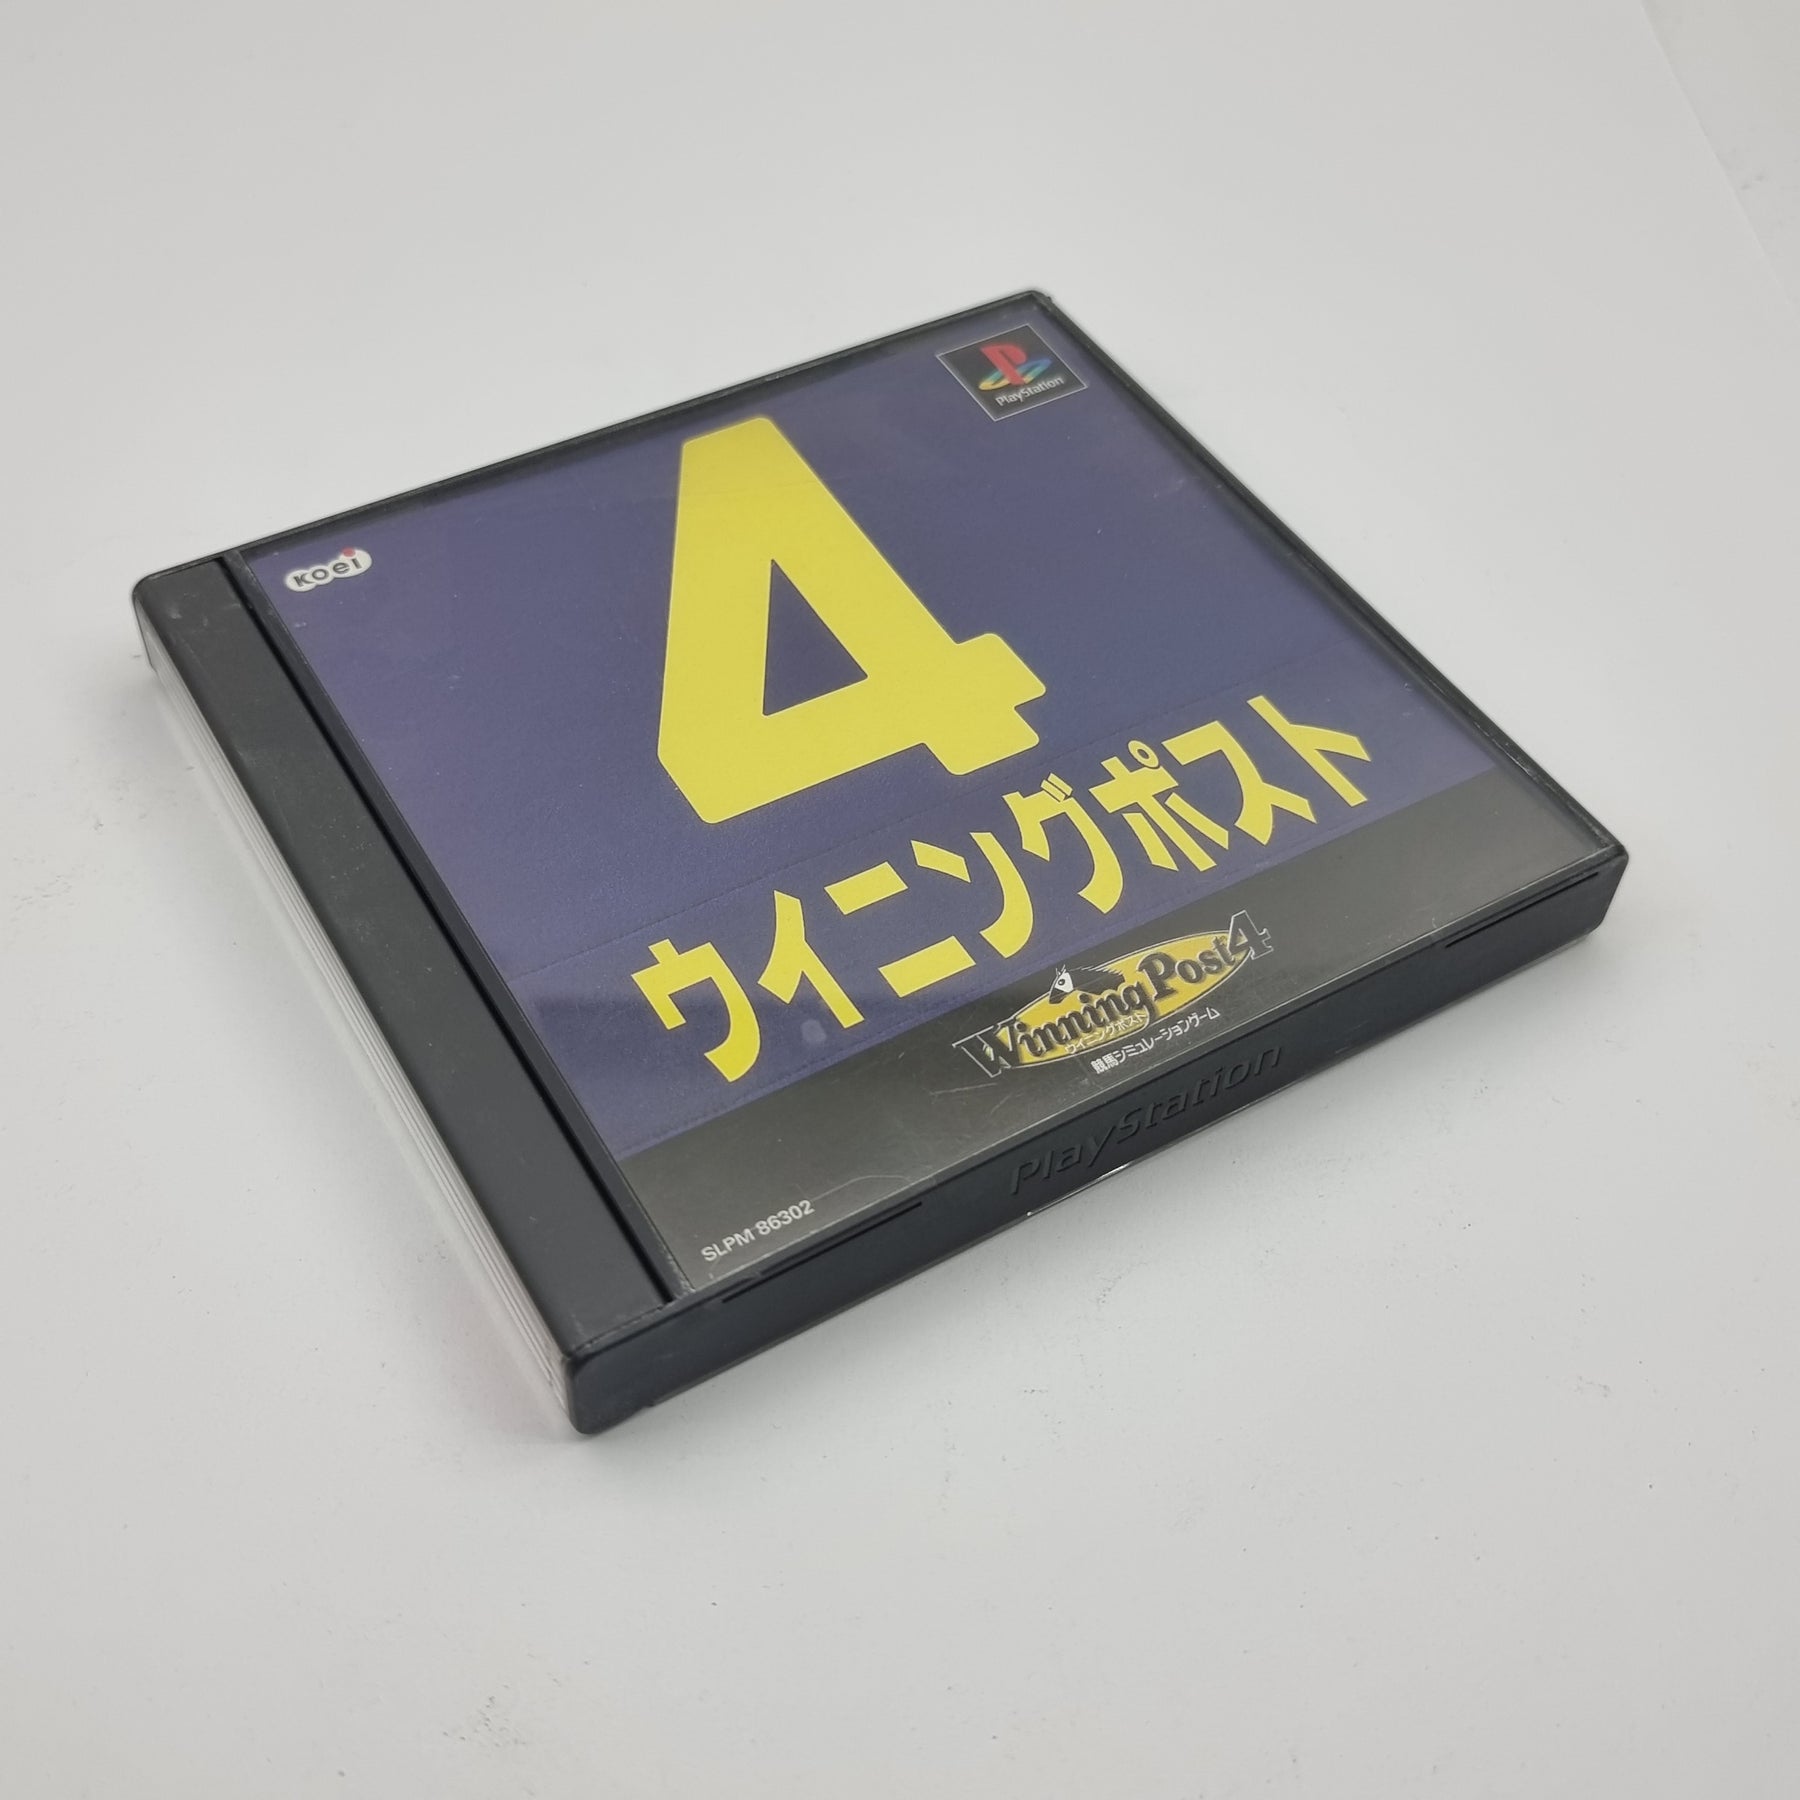 PlayStation
KOEI
4
ウイニングポスト
Winning Post 4
ウイニングポスト
競馬シミュレーションゲーム
SLPM 86302
PlayStation